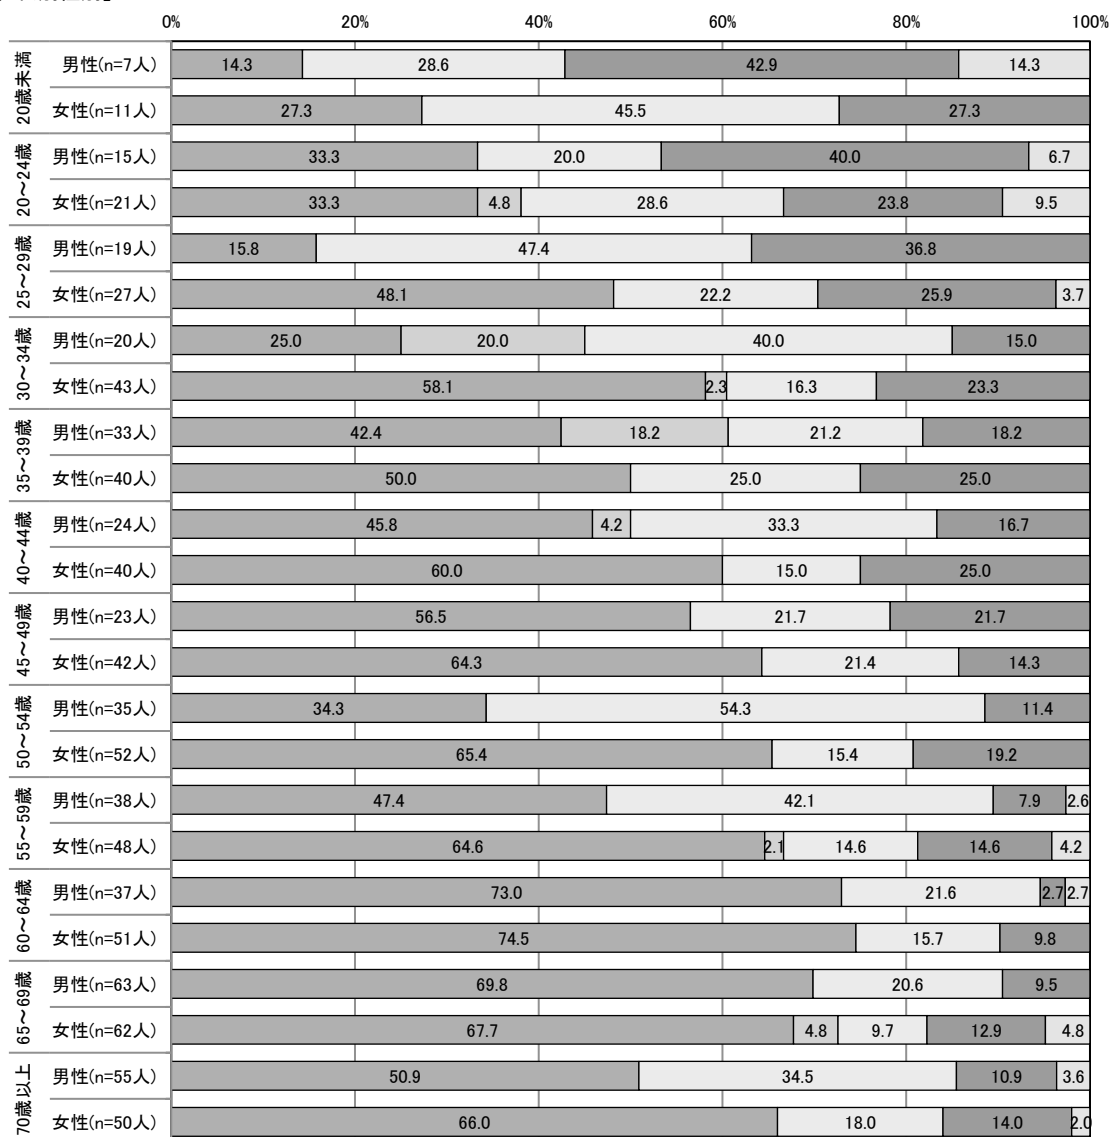 0% 20% 40% 60% 80% 100%
20歳未満
男性(n=7人) 14.3 28.6 42.9 14.3
女性(n=11人) 27.3 45.5 27.3
20～24歳
男性(n=15人) 33.3 20.0 40.0 6.7
女性(n=21人) 33.3 4.8 28.6 23.8 9.5
25～29歳
男性(n=19人) 15.8 47.4 36.8
女性(n=27人) 48.1 22.2 25.9 3.7
30～34歳
男性(n=20人) 25.0 20.0 40.0 15.0
女性(n=43人) 58.1 2.3 16.3 23.3
35～39歳
男性(n=33人) 42.4 18.2 21.2 18.2
女性(n=40人) 50.0 25.0 25.0
40～44歳
男性(n=24人) 45.8 4.2 33.3 16.7
女性(n=40人) 60.0 15.0 25.0
45～49歳
男性(n=23人) 56.5 21.7 21.7
女性(n=42人) 64.3 21.4 14.3
50～54歳
男性(n=35人) 34.3 54.3 11.4
女性(n=52人) 65.4 15.4 19.2
55～59歳
男性(n=38人) 47.4 42.1 7.9 2.6
女性(n=48人) 64.6 2.1 14.6 14.6 4.2
60～64歳
男性(n=37人) 73.0 21.6 2.7 2.7
女性(n=51人) 74.5 15.7 9.8
65～69歳
男性(n=63人) 69.8 20.6 9.5
女性(n=62人) 67.7 4.8 9.7 12.9 4.8
70歳以上
男性(n=55人) 50.9 34.5 10.9 3.6
女性(n=50人) 66.0 18.0 14.0 2.0